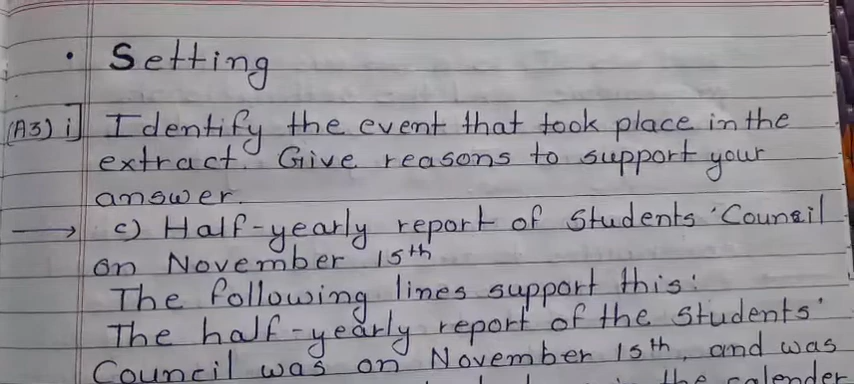 • Setting
(A3) i] Identify the event that took place in the
extract. Give reasons to support your
answer.
→ c) Half-yearly report of Students 'Council
on November 15th
The following lines support this:
The half-yearly report of the Students'
Council was on November 15th, and was
the calender